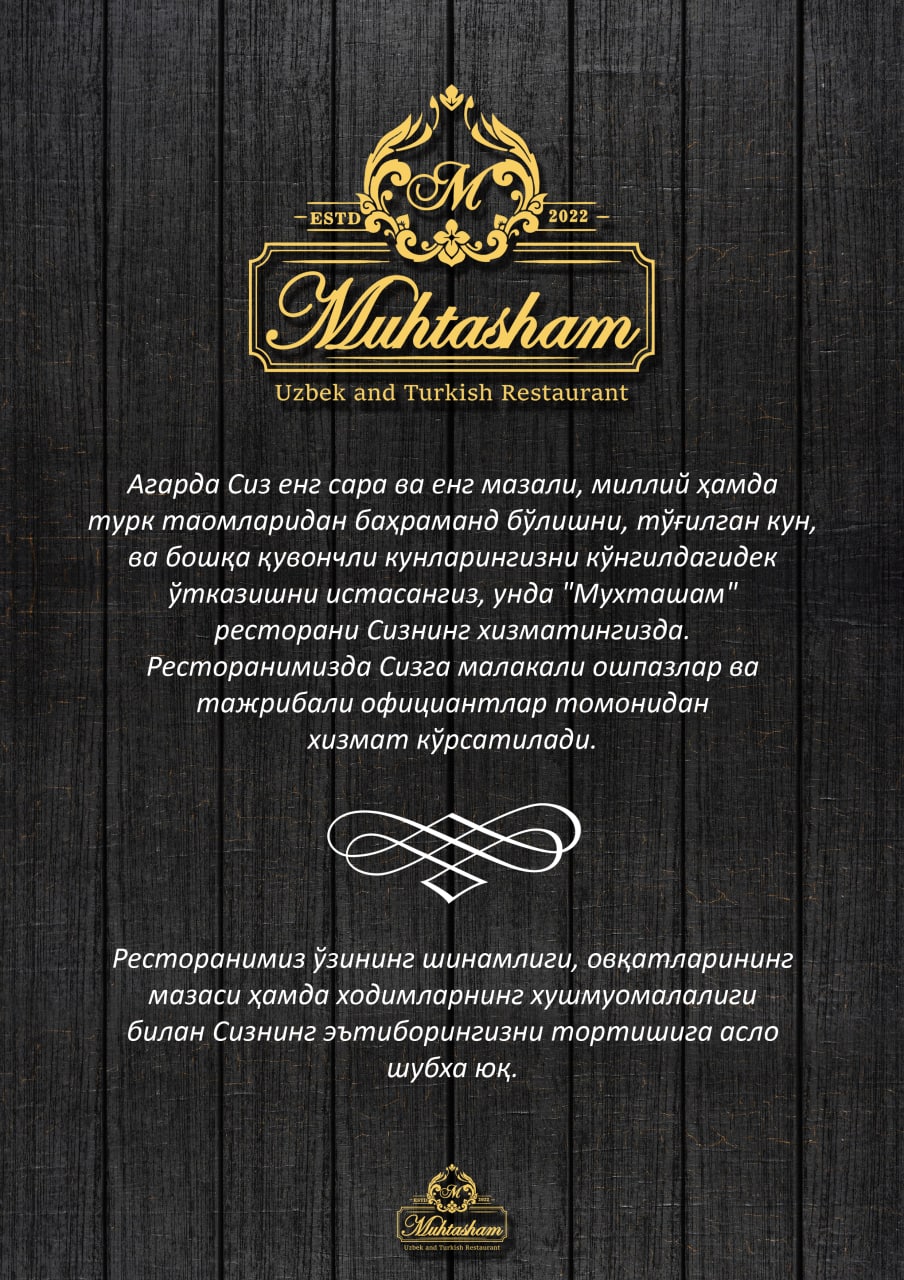 M
ESTD 2022
Muhtasham
Uzbek and Turkish Restaurant
Агарда Сиз енг сара ва енг мазали, миллий ҳамда
турк таомларидан баҳраманд бўлишни, тўғилган кун,
ва бошқа қувончли кунларингизни кўнгилдагидек
ўтказишни истасангиз, унда "Мухташам"
ресторани Сизнинг хизматингизда.
Ресторанимизда Сизга малакали ошпазлар ва
тажрибали официантлар томонидан
хизмат кўрсатилади.
Ресторанимиз ўзининг шинамлиги, овқатларининг
мазаси ҳамда ходимларнинг хушмуомалалиги
билан Сизнинг эътиборингизни тортишига асло
шубха юқ.
M
ESTD 2022
Muhtasham
Uzbek and Turkish Restaurant